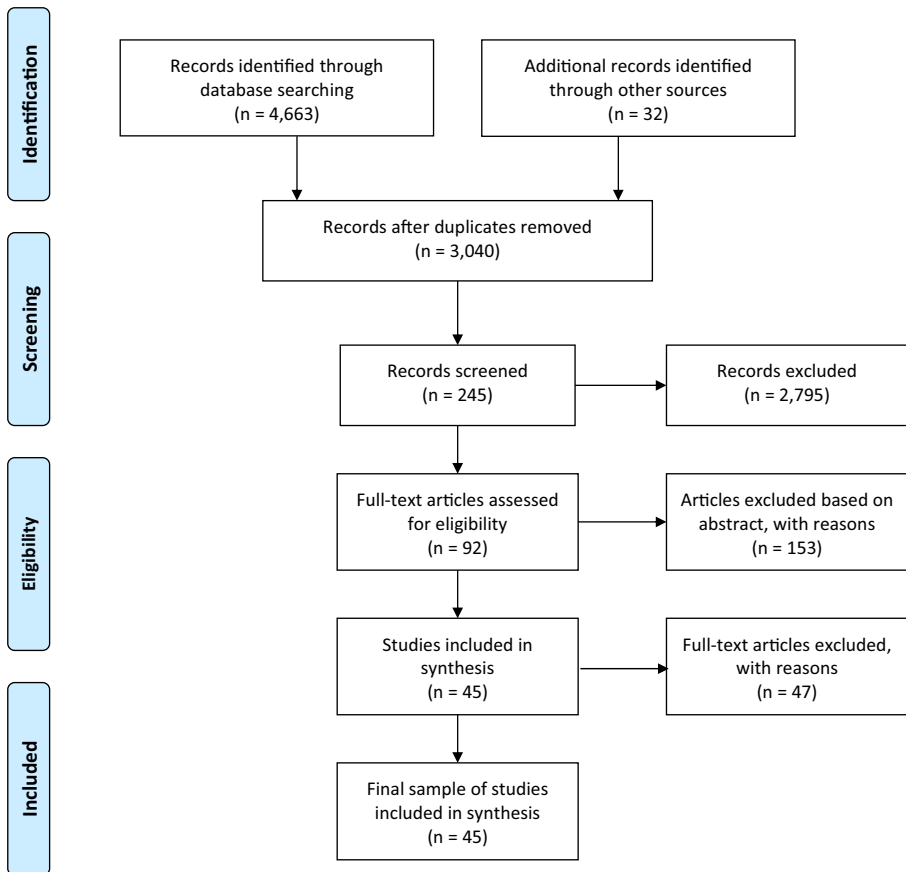 Identification
Records identified through
database searching
(n = 4,663)
Additional records identified
through other sources
(n = 32)
Records after duplicates removed
(n = 3,040)
Screening
Records screened
(n = 245)
Records excluded
(n = 2,795)
Eligibility
Full-text articles assessed
for eligibility
(n = 92)
Articles excluded based on
abstract, with reasons
(n = 153)
Studies included in
synthesis
(n = 45)
Full-text articles excluded,
with reasons
(n = 47)
Included
Final sample of studies
included in synthesis
(n = 45)